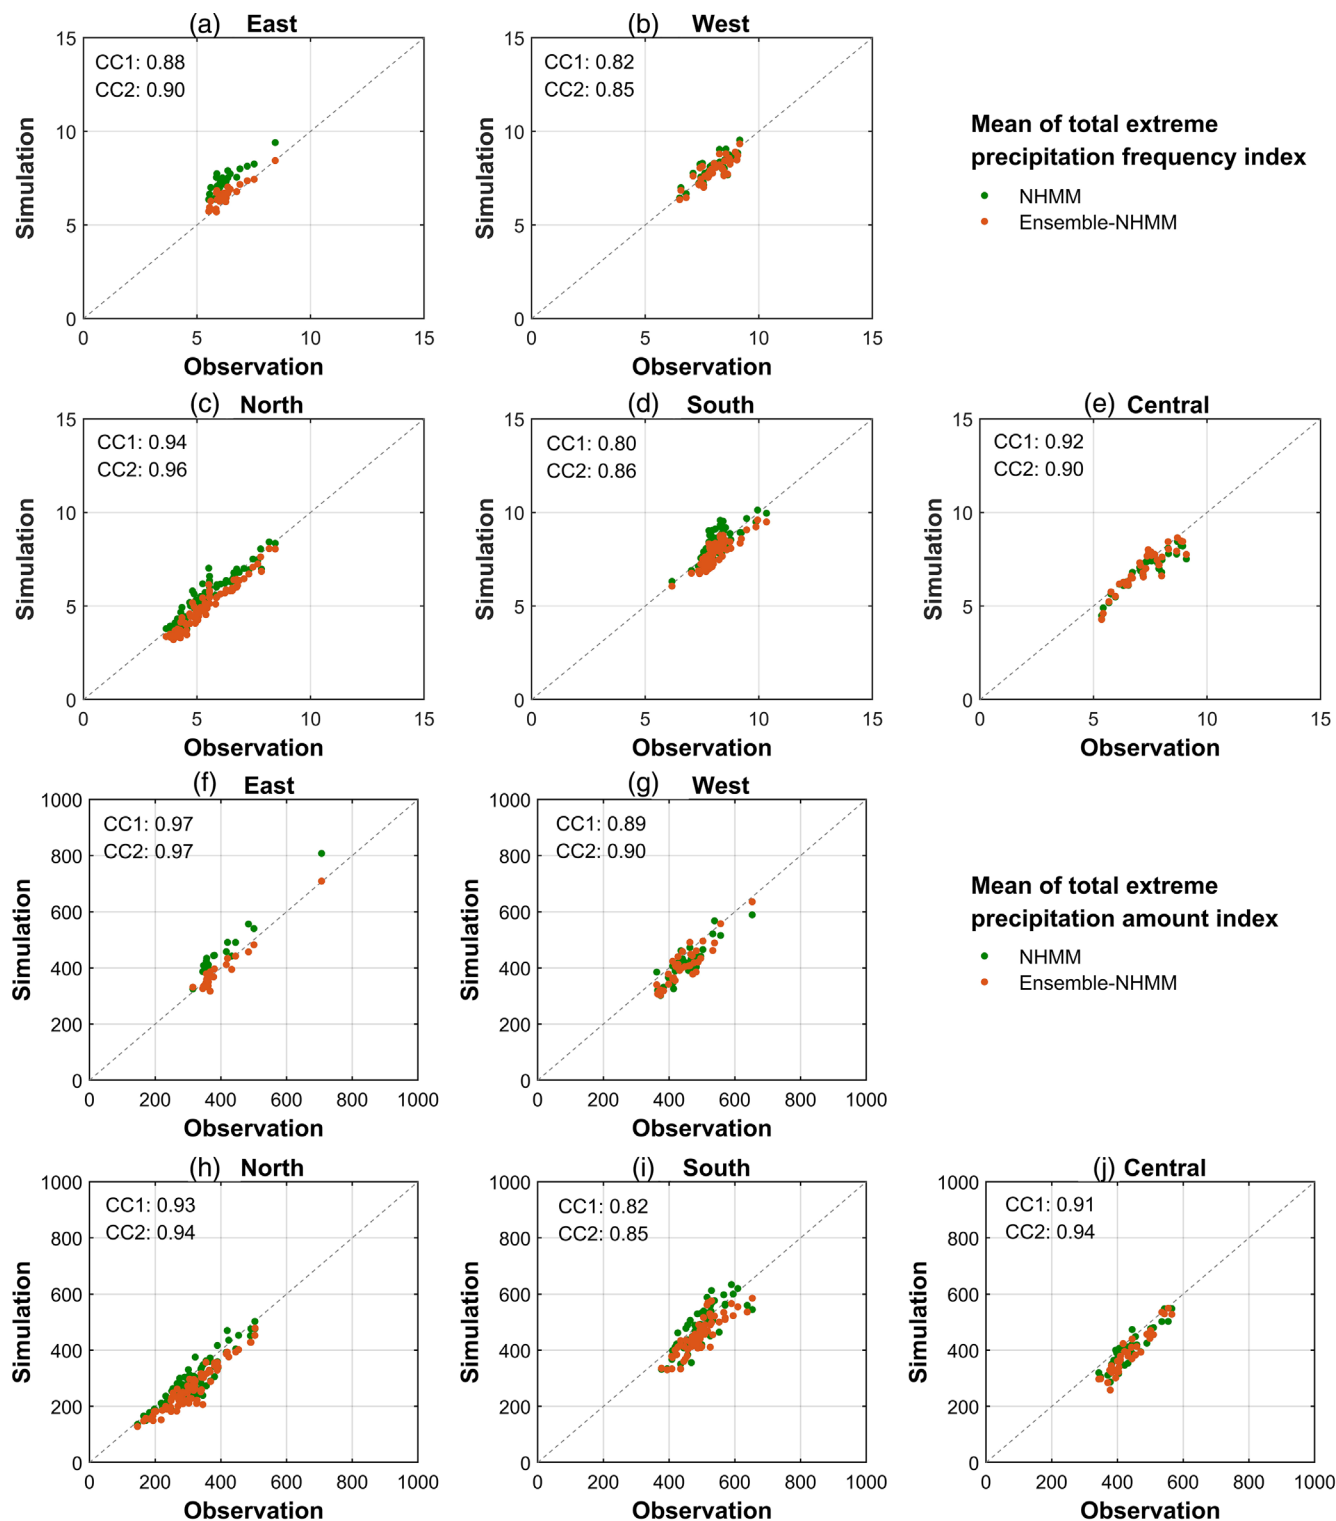 (a) East
15
10
5
0
CC1: 0.88
CC2: 0.90
Simulation
0 5 10 15
Observation
(b) West
15
10
5
0
CC1: 0.82
CC2: 0.85
Simulation
0 5 10 15
Observation
Mean of total extreme
precipitation frequency index
NHMM
Ensemble-NHMM
(c) North
15
10
5
0
CC1: 0.94
CC2: 0.96
Simulation
0 5 10 15
Observation
(d) South
15
10
5
0
CC1: 0.80
CC2: 0.86
Simulation
0 5 10 15
Observation
(e) Central
15
10
5
0
CC1: 0.92
CC2: 0.90
Simulation
0 5 10 15
Observation
(f) East
1000
800
600
400
200
0
CC1: 0.97
CC2: 0.97
Simulation
0 200 400 600 800 1000
Observation
(g) West
1000
800
600
400
200
0
CC1: 0.89
CC2: 0.90
Simulation
0 200 400 600 800 1000
Observation
Mean of total extreme
precipitation amount index
NHMM
Ensemble-NHMM
(h) North
1000
800
600
400
200
0
CC1: 0.93
CC2: 0.94
Simulation
0 200 400 600 800 1000
Observation
(i) South
1000
800
600
400
200
0
CC1: 0.82
CC2: 0.85
Simulation
0 200 400 600 800 1000
Observation
(j) Central
1000
800
600
400
200
0
CC1: 0.91
CC2: 0.94
Simulation
0 200 400 600 800 1000
Observation